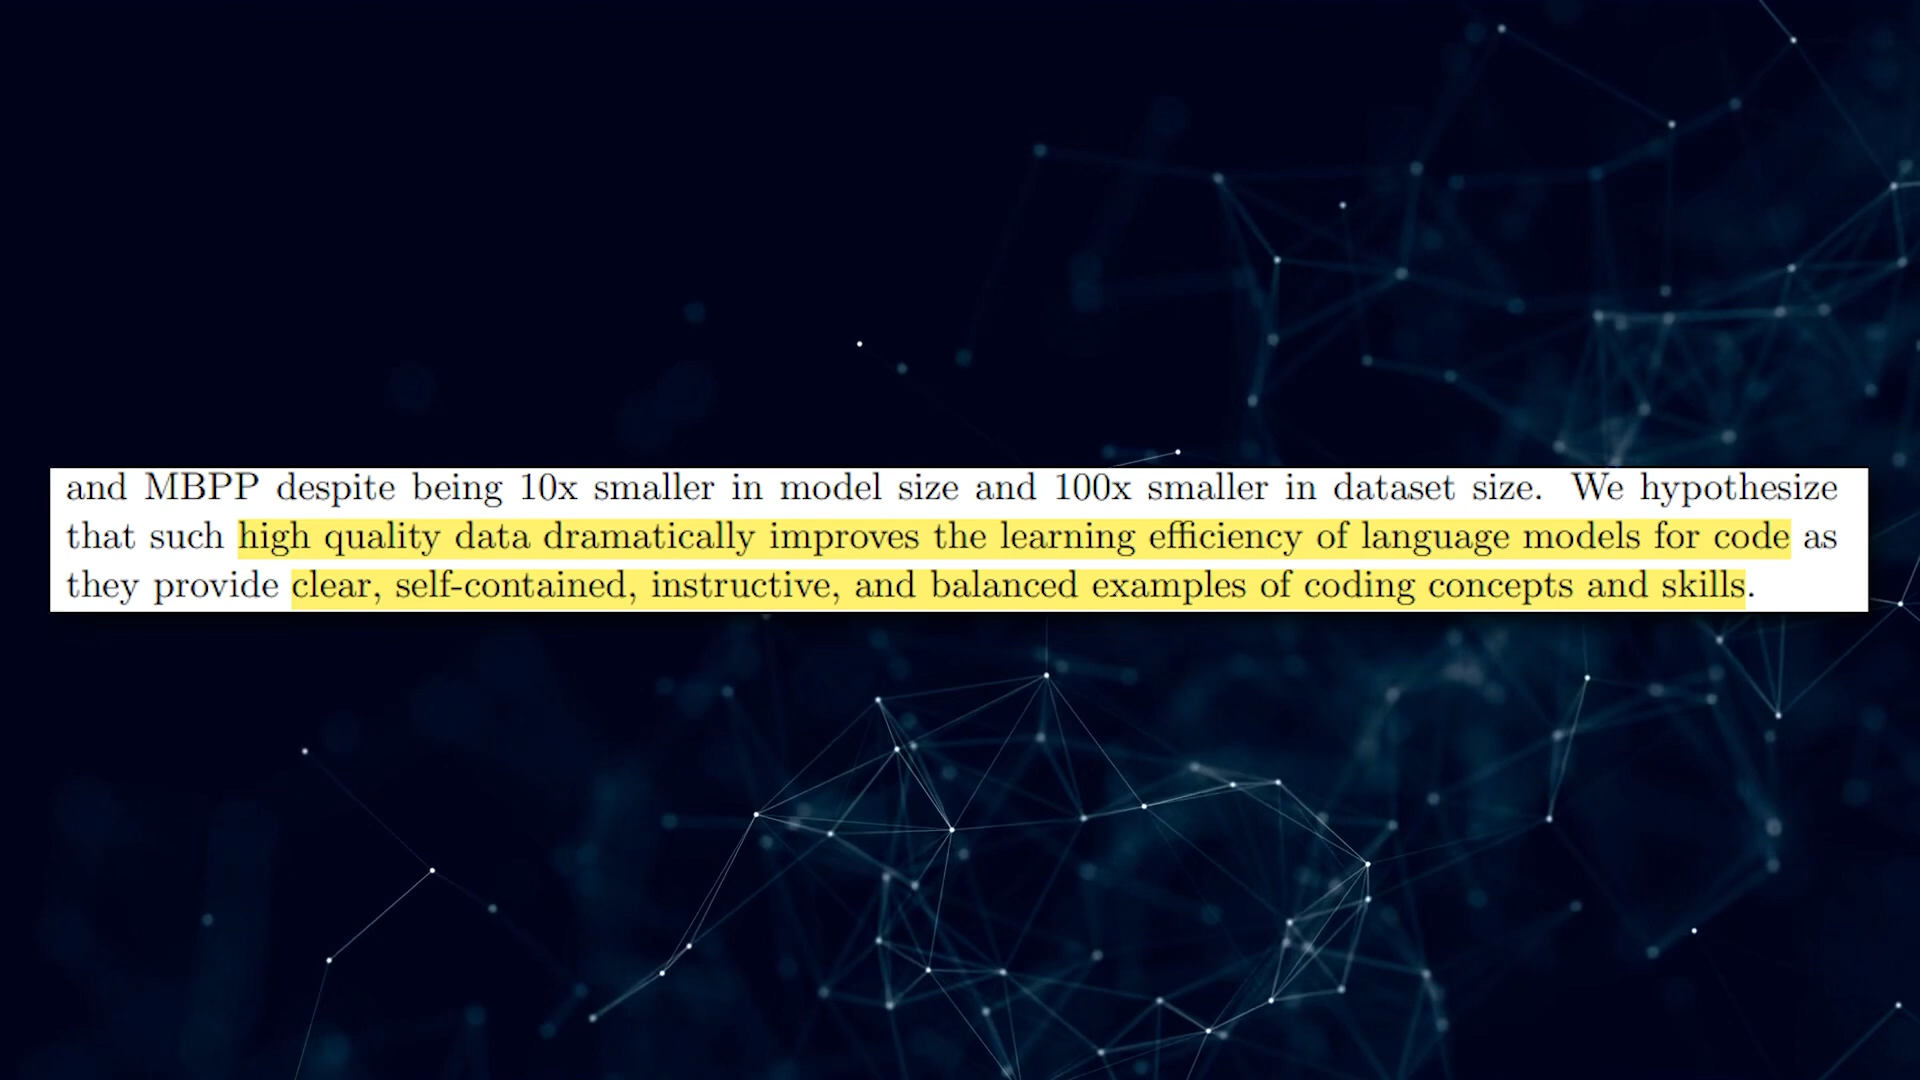 and MBPP despite being 10x smaller in model size and 100x smaller in dataset size. We hypothesize
that such high quality data dramatically improves the learning efficiency of language models for code as
they provide clear, self-contained, instructive, and balanced examples of coding concepts and skills.